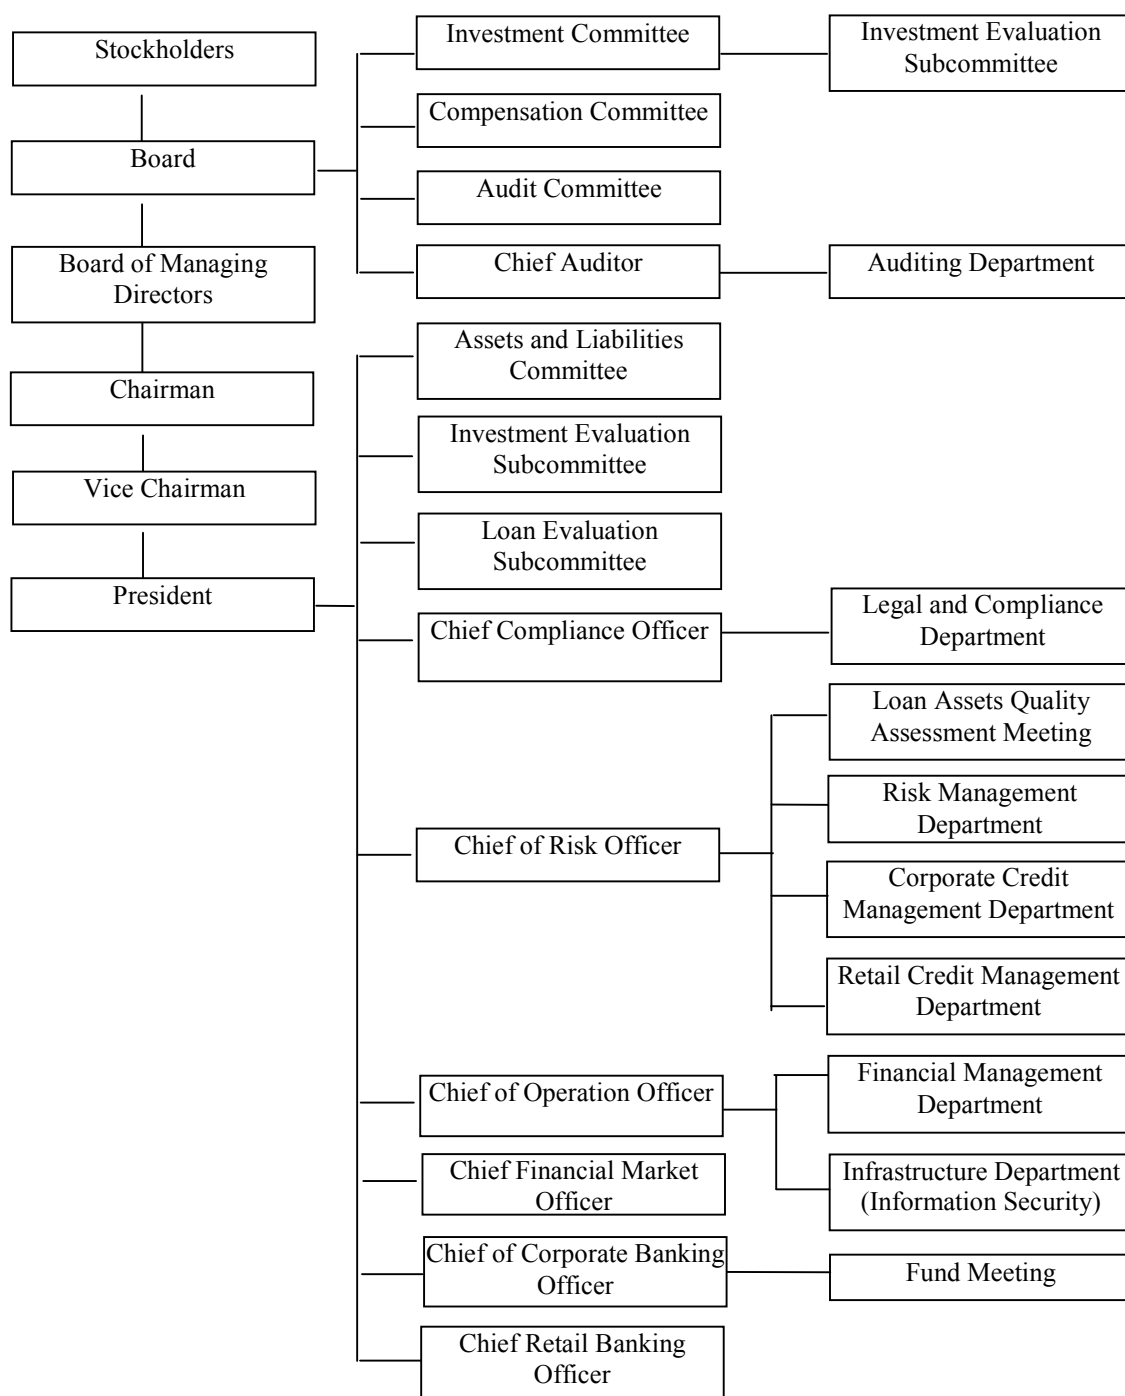 Stockholders
Board
Board of Managing
Directors
Chairman
Vice Chairman
President
Investment Committee
Compensation Committee
Audit Committee
Chief Auditor
Assets and Liabilities
Committee
Investment Evaluation
Subcommittee
Loan Evaluation
Subcommittee
Chief Compliance Officer
Chief of Risk Officer
Chief of Operation Officer
Chief Financial Market
Officer
Chief of Corporate Banking
Officer
Chief Retail Banking
Officer
Investment Evaluation
Subcommittee
Auditing Department
Legal and Compliance
Department
Loan Assets Quality
Assessment Meeting
Risk Management
Department
Corporate Credit
Management Department
Retail Credit Management
Department
Financial Management
Department
Infrastructure Department
(Information Security)
Fund Meeting